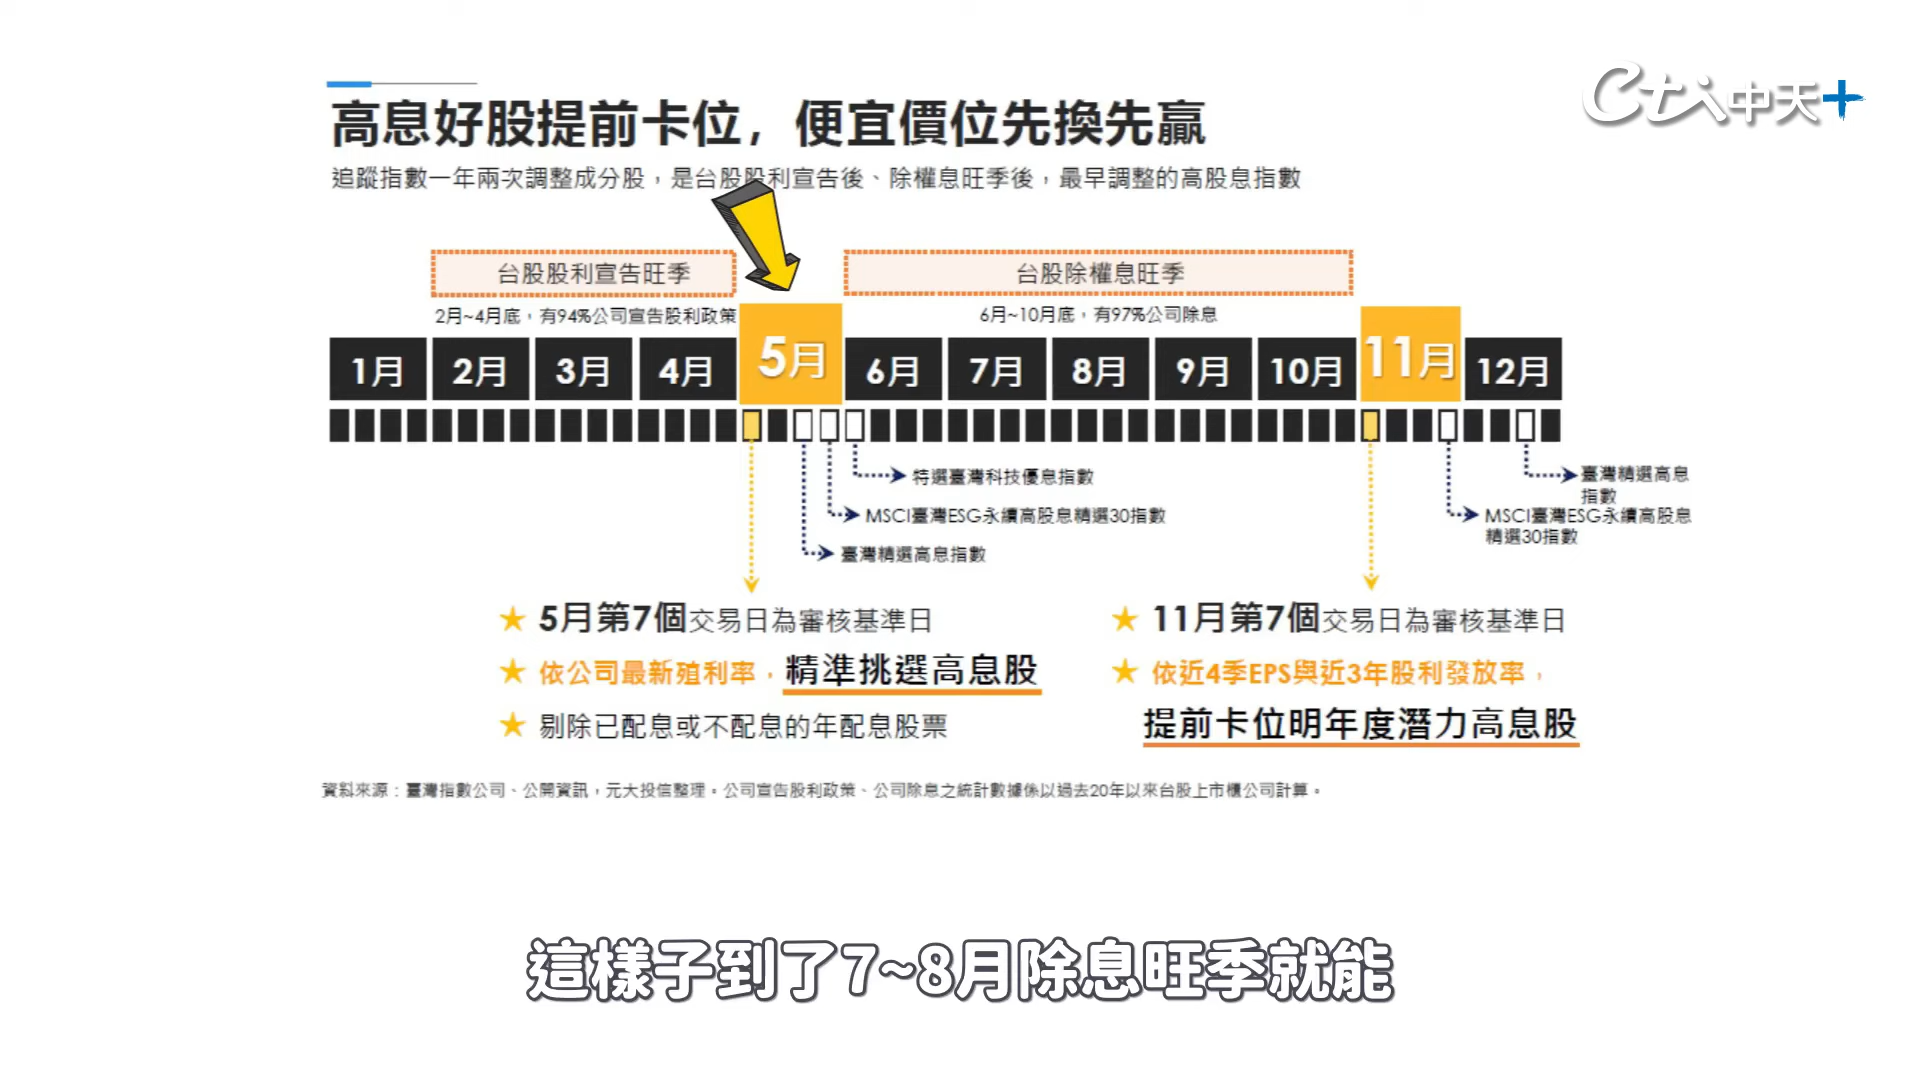 cti中天+
高息好股提前卡位，便宜價位先換先贏
追蹤指數一年兩次調整成分股，是台股股利宣告後、除權息旺季後，最早調整的高股息指數
台股股利宣告旺季
台股除權息旺季
2月~4月底，有94%公司宣告股利政策
6月~10月底，有97%公司除息
1月 2月 3月 4月 5月 6月 7月 8月 9月 10月 11月 12月
特選臺灣科技優息指數
MSCI臺灣ESG永續高股息精選30指數
臺灣精選高息指數
臺灣精選高息
指數
MSCI臺灣ESG永續高股息
精選30指數
★ 5月第7個交易日為審核基準日
★ 依公司最新殖利率，精準挑選高息股
★ 剔除已配息或不配息的年配息股票
★ 11月第7個交易日為審核基準日
★ 依近4季EPS與近3年股利發放率，
提前卡位明年度潛力高息股
資料來源：臺灣指數公司、公開資訊，元大投信整理。公司宣告股利政策、公司除息之統計數據係以過去20年以來台股上市櫃公司計算。
這樣子到了7~8月除息旺季就能